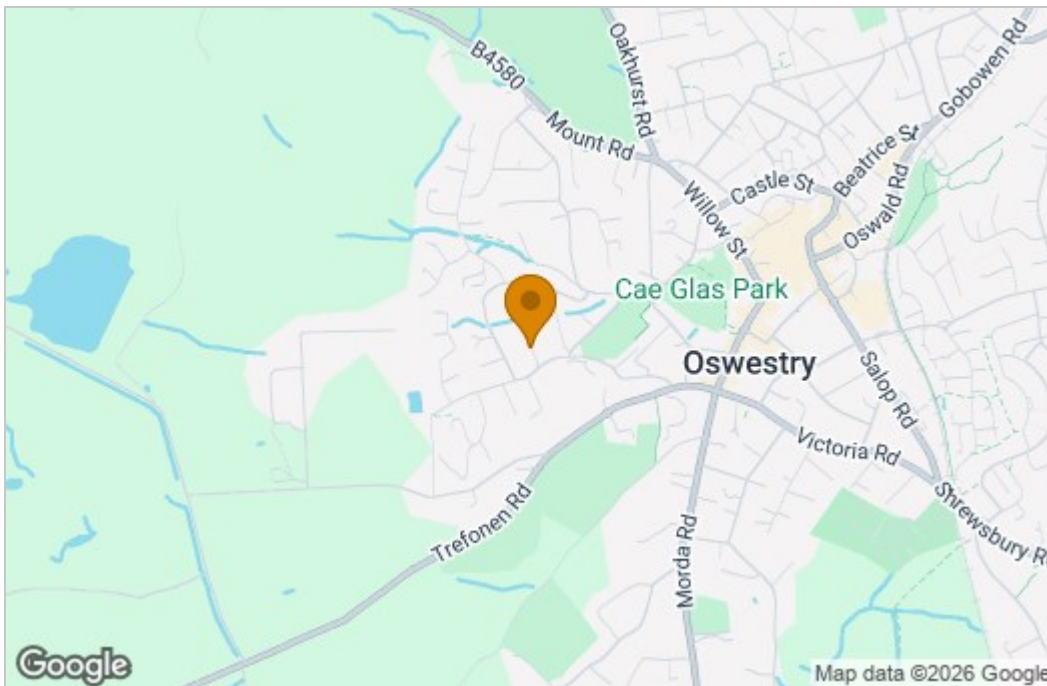 B4580
Oakhurst Rd
Gobowen Rd
Mount Rd
Beatrice St
Castle St
Willow St
Oswald Rd
Cae Glas Park
Oswestry
Salop Rd
Victoria Rd
Shrewsbury R
Trefonen Rd
Morda Rd
Google
Map data ©2026 Google